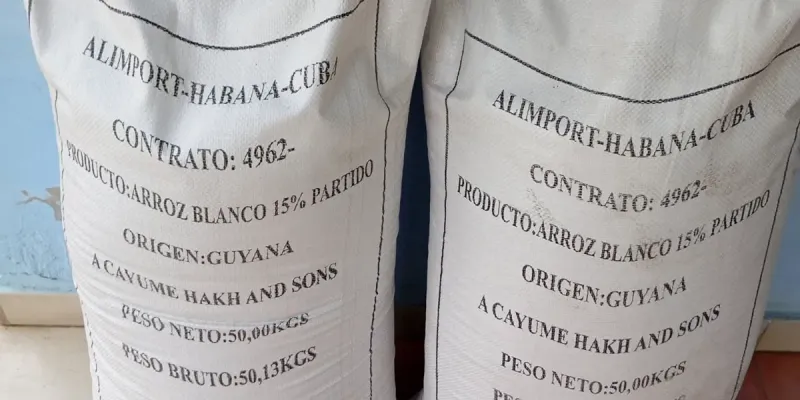 ALIMPORT-HABANA-CUBA
CONTRATO: 4962-
PRODUCTO:ARROZ BLANCO 15% PARTIDO
ORIGEN:GUYANA
A CAYUME HAKH AND SONS
PESO NETO:50,00KGS
PESO BRUTO:50,13KGS
ALIMPORT-HABANA-CUBA
CONTRATO: 4962-
PRODUCTO:ARROZ BLANCO 15% PARTIDO
ORIGEN:GUYANA
A CAYUME HAKH AND SONS
PESO NETO:50,00KGS